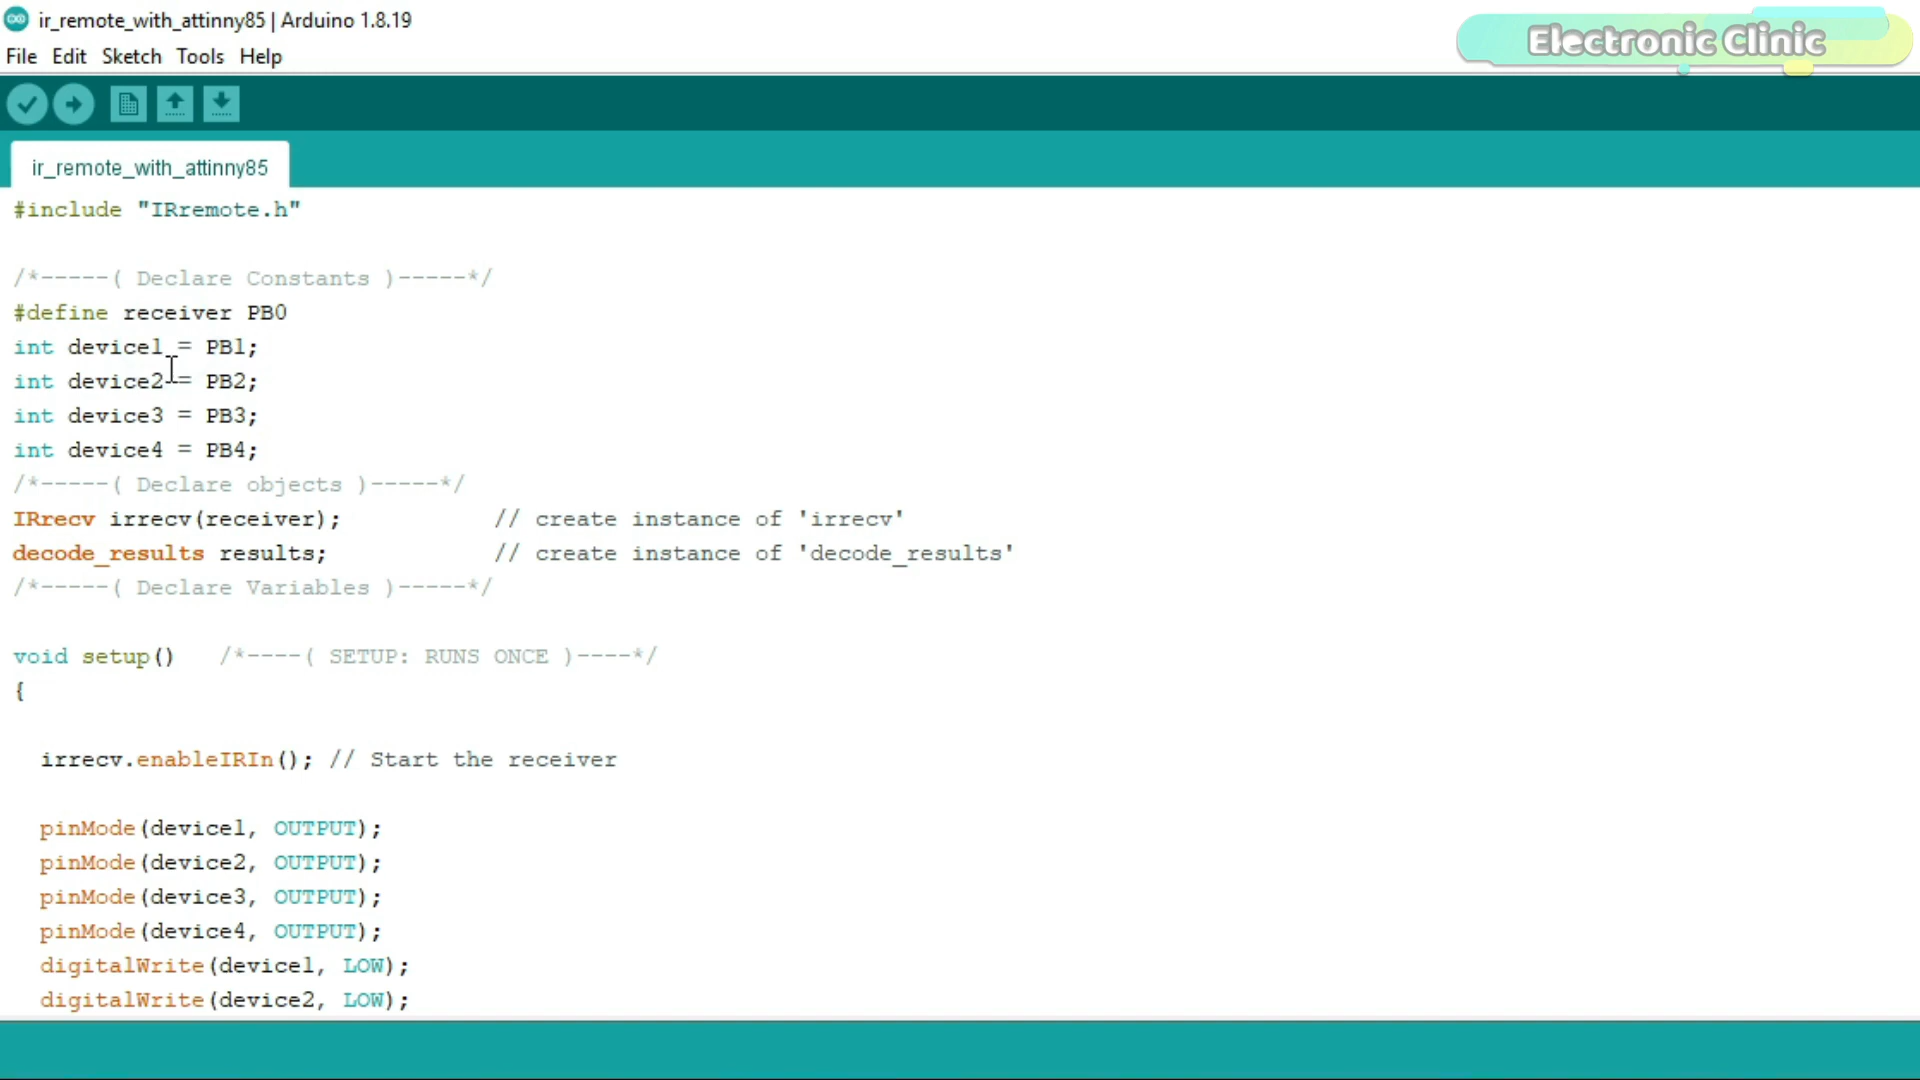 ir_remote_with_attinny85 | Arduino 1.8.19
Electronic Clinic
File Edit Sketch Tools Help
ir_remote_with_attinny85
#include "IRremote.h"
/*-----( Declare Constants )-----*/
#define receiver PB0
int device1 = PB1;
int device2 = PB2;
int device3 = PB3;
int device4 = PB4;
/*-----( Declare objects )-----*/
IRrecv irrecv(receiver); // create instance of 'irrecv'
decode_results results; // create instance of 'decode_results'
/*-----( Declare Variables )-----*/
void setup() /*----( SETUP: RUNS ONCE )----*/
{
irrecv.enableIRIn(); // Start the receiver
pinMode(device1, OUTPUT);
pinMode(device2, OUTPUT);
pinMode(device3, OUTPUT);
pinMode(device4, OUTPUT);
digitalWrite(device1, LOW);
digitalWrite(device2, LOW);